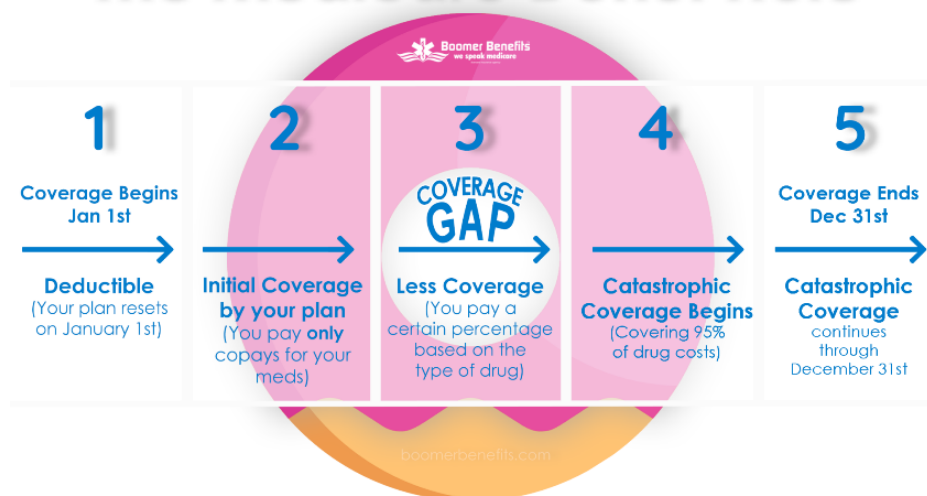 Boomer Benefits
we speak medicare
1
Coverage Begins
Jan 1st
Deductible
(Your plan resets
on January 1st)
2
Initial Coverage
by your plan
(You pay only
copays for your
meds)
3
COVERAGE
GAP
Less Coverage
(You pay a
certain percentage
based on the
type of drug)
4
Catastrophic
Coverage Begins
(Covering 95%
of drug costs)
5
Coverage Ends
Dec 31st
Catastrophic
Coverage
continues
through
December 31st
boomerbenefits.com